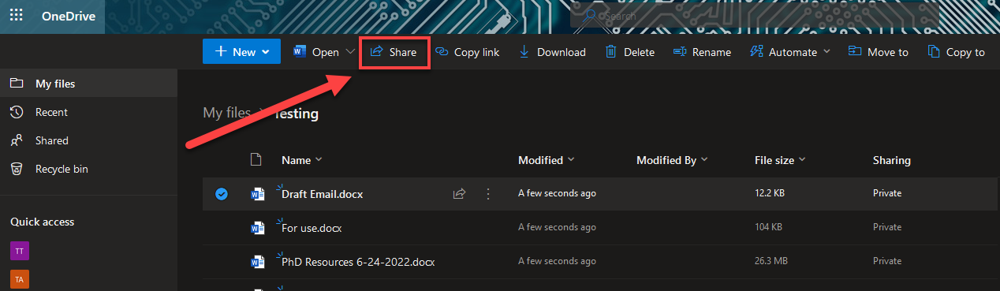 OneDrive
Search
New Open Share Copy link Download Delete Rename Automate Move to Copy to
My files
Recent
Shared
Recycle bin
Quick access
TT
TA
My files Testing
Name Modified Modified By File size Sharing
Draft Email.docx A few seconds ago 12.2 KB Private
For use.docx A few seconds ago 104 KB Private
PhD Resources 6-24-2022.docx A few seconds ago 26.3 MB Private